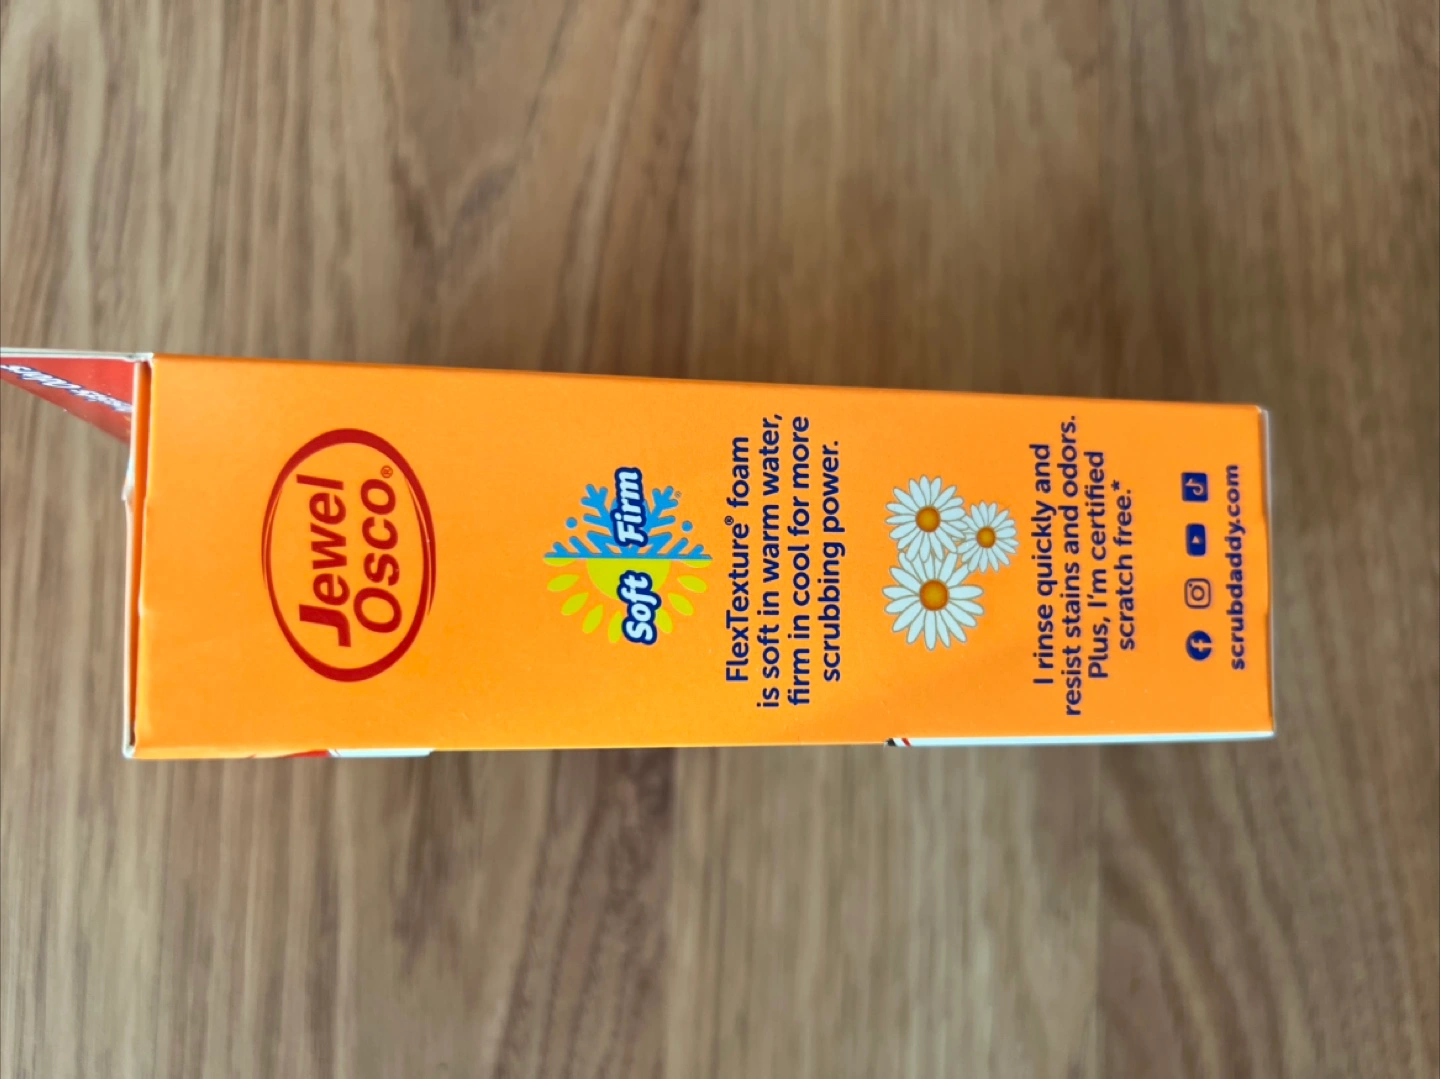 Jewel
Osco®
Soft Firm
FlexTexture® foam
is soft in warm water,
firm in cool for more
scrubbing power.
I rinse quickly and
resist stains and odors.
Plus, I'm certified
scratch free.*
scrubdaddy.com